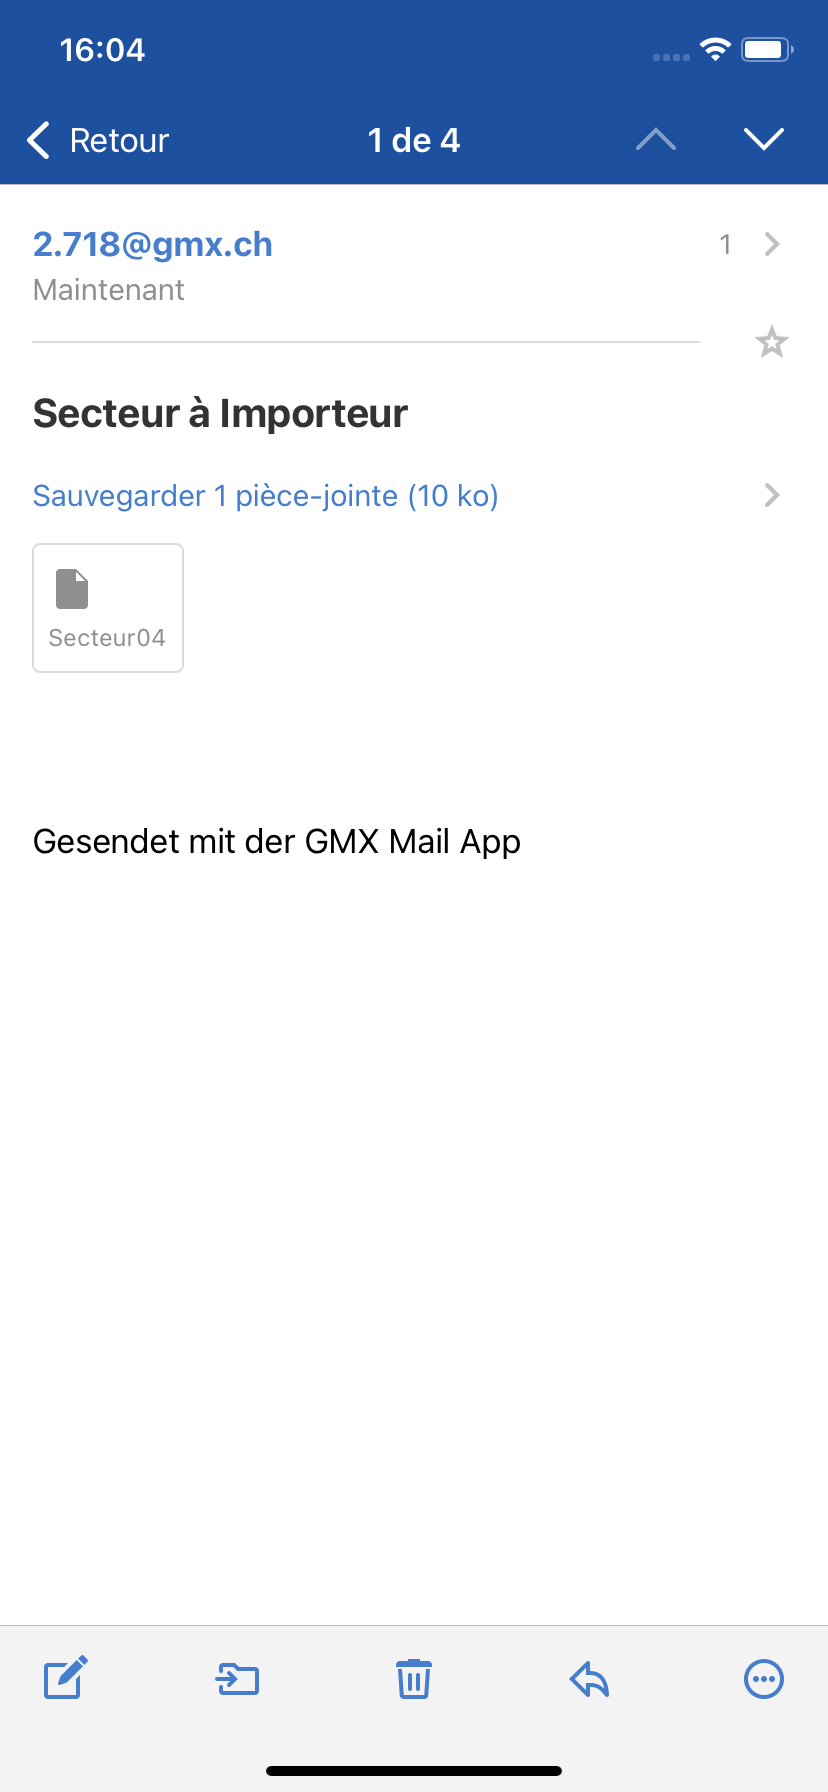 16:04
Retour
1 de 4
2.718@gmx.ch
1
Maintenant
Secteur à Importeur
Sauvegarder 1 pièce-jointe (10 ko)
Secteur04
Gesendet mit der GMX Mail App